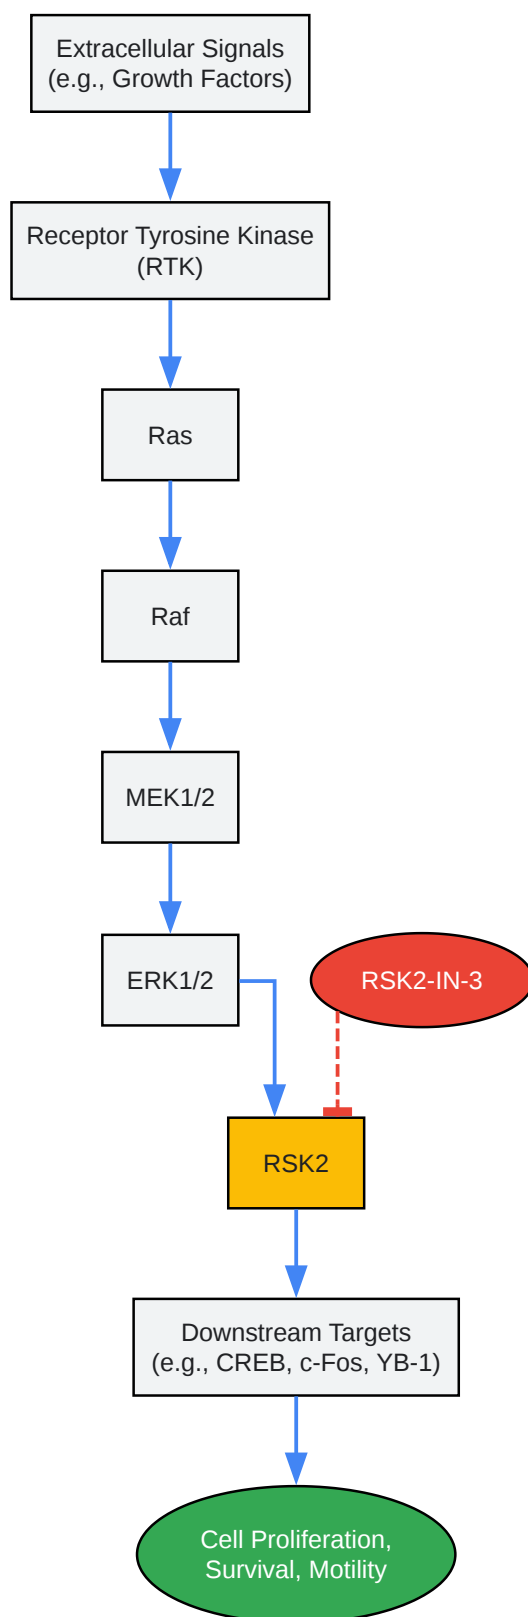 Extracellular Signals
(e.g., Growth Factors)
Receptor Tyrosine Kinase
(RTK)
Ras
Raf
MEK1/2
ERK1/2
RSK2-IN-3
RSK2
Downstream Targets
(e.g., CREB, c-Fos, YB-1)
Cell Proliferation,
Survival, Motility